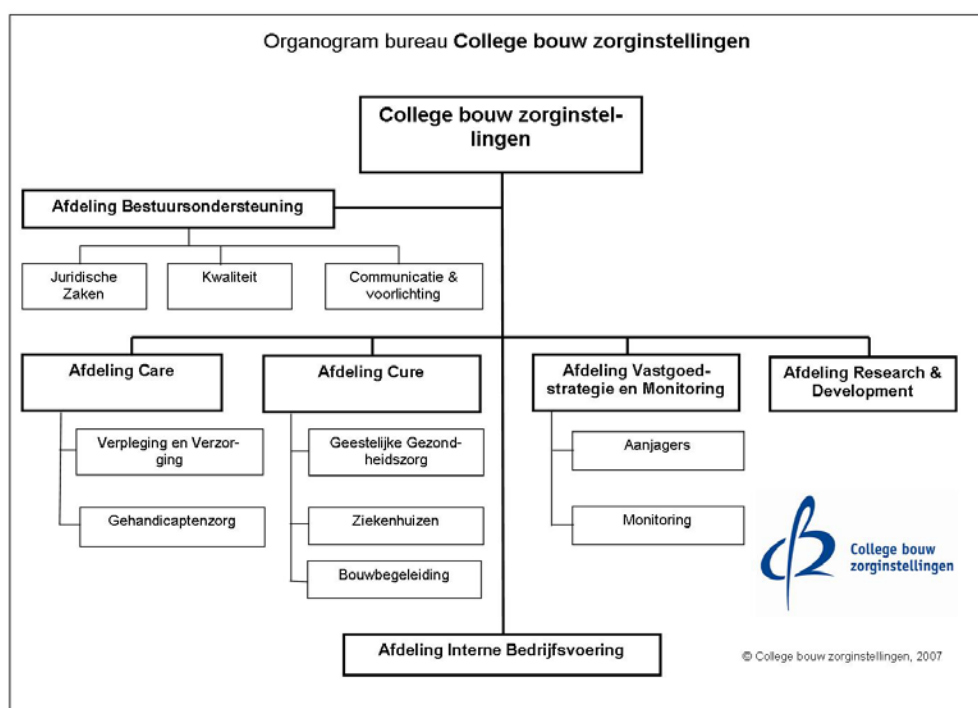 Organogram bureau College bouw zorginstellingen
College bouw zorginstel-
lingen
Afdeling Bestuursondersteuning
Juridische
Zaken
Kwaliteit
Communicatie &
voorlichting
Afdeling Care
Afdeling Cure
Afdeling Vastgoed-
strategie en Monitoring
Afdeling Research &
Development
Verpleging en Verzor-
ging
Gehandicaptenzorg
Geestelijke Gezond-
heidszorg
Ziekenhuizen
Bouwbegeleiding
Aanjagers
Monitoring
College bouw
zorginstellingen
Afdeling Interne Bedrijfsvoering
© College bouw zorginstellingen, 2007